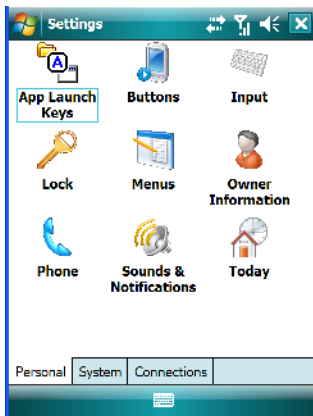 Settings
App Launch
Keys
Buttons
Input
Lock
Menus
Owner
Information
Phone
Sounds &
Notifications
Today
Personal System Connections